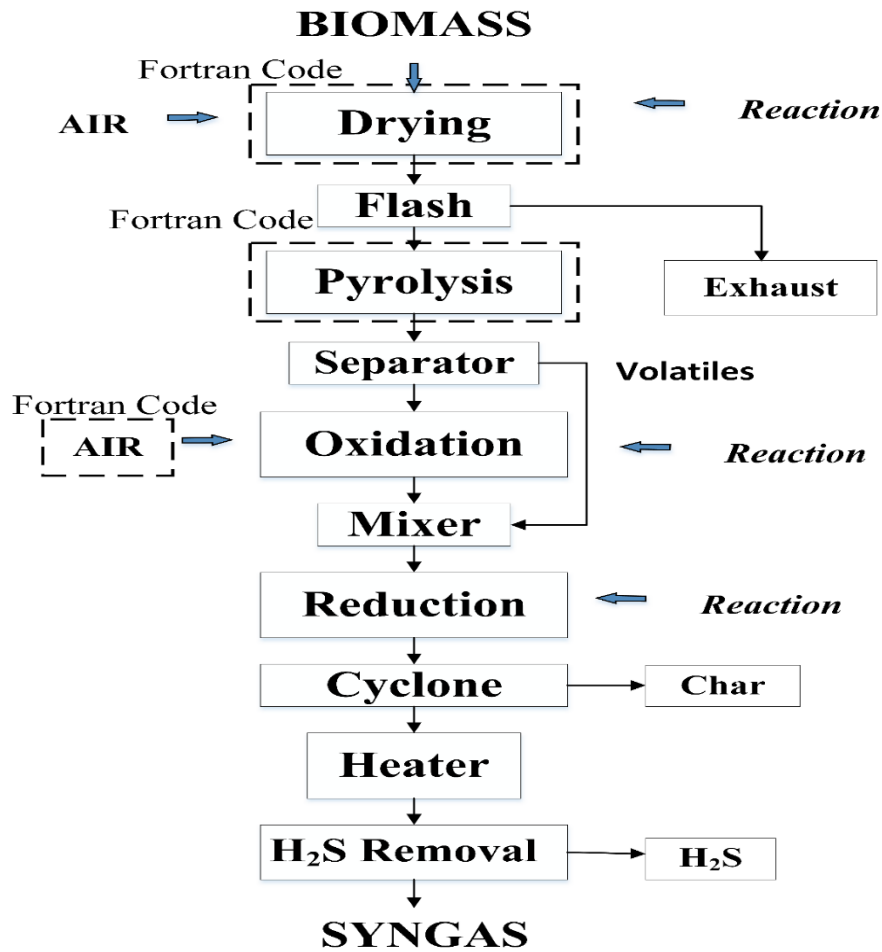 BIOMASS
Fortran Code
AIR
Drying
Reaction
Flash
Fortran Code
Pyrolysis
Exhaust
Separator
Volatiles
Fortran Code
AIR
Oxidation
Reaction
Mixer
Reduction
Reaction
Cyclone
Char
Heater
H₂S Removal
H₂S
SYNGAS